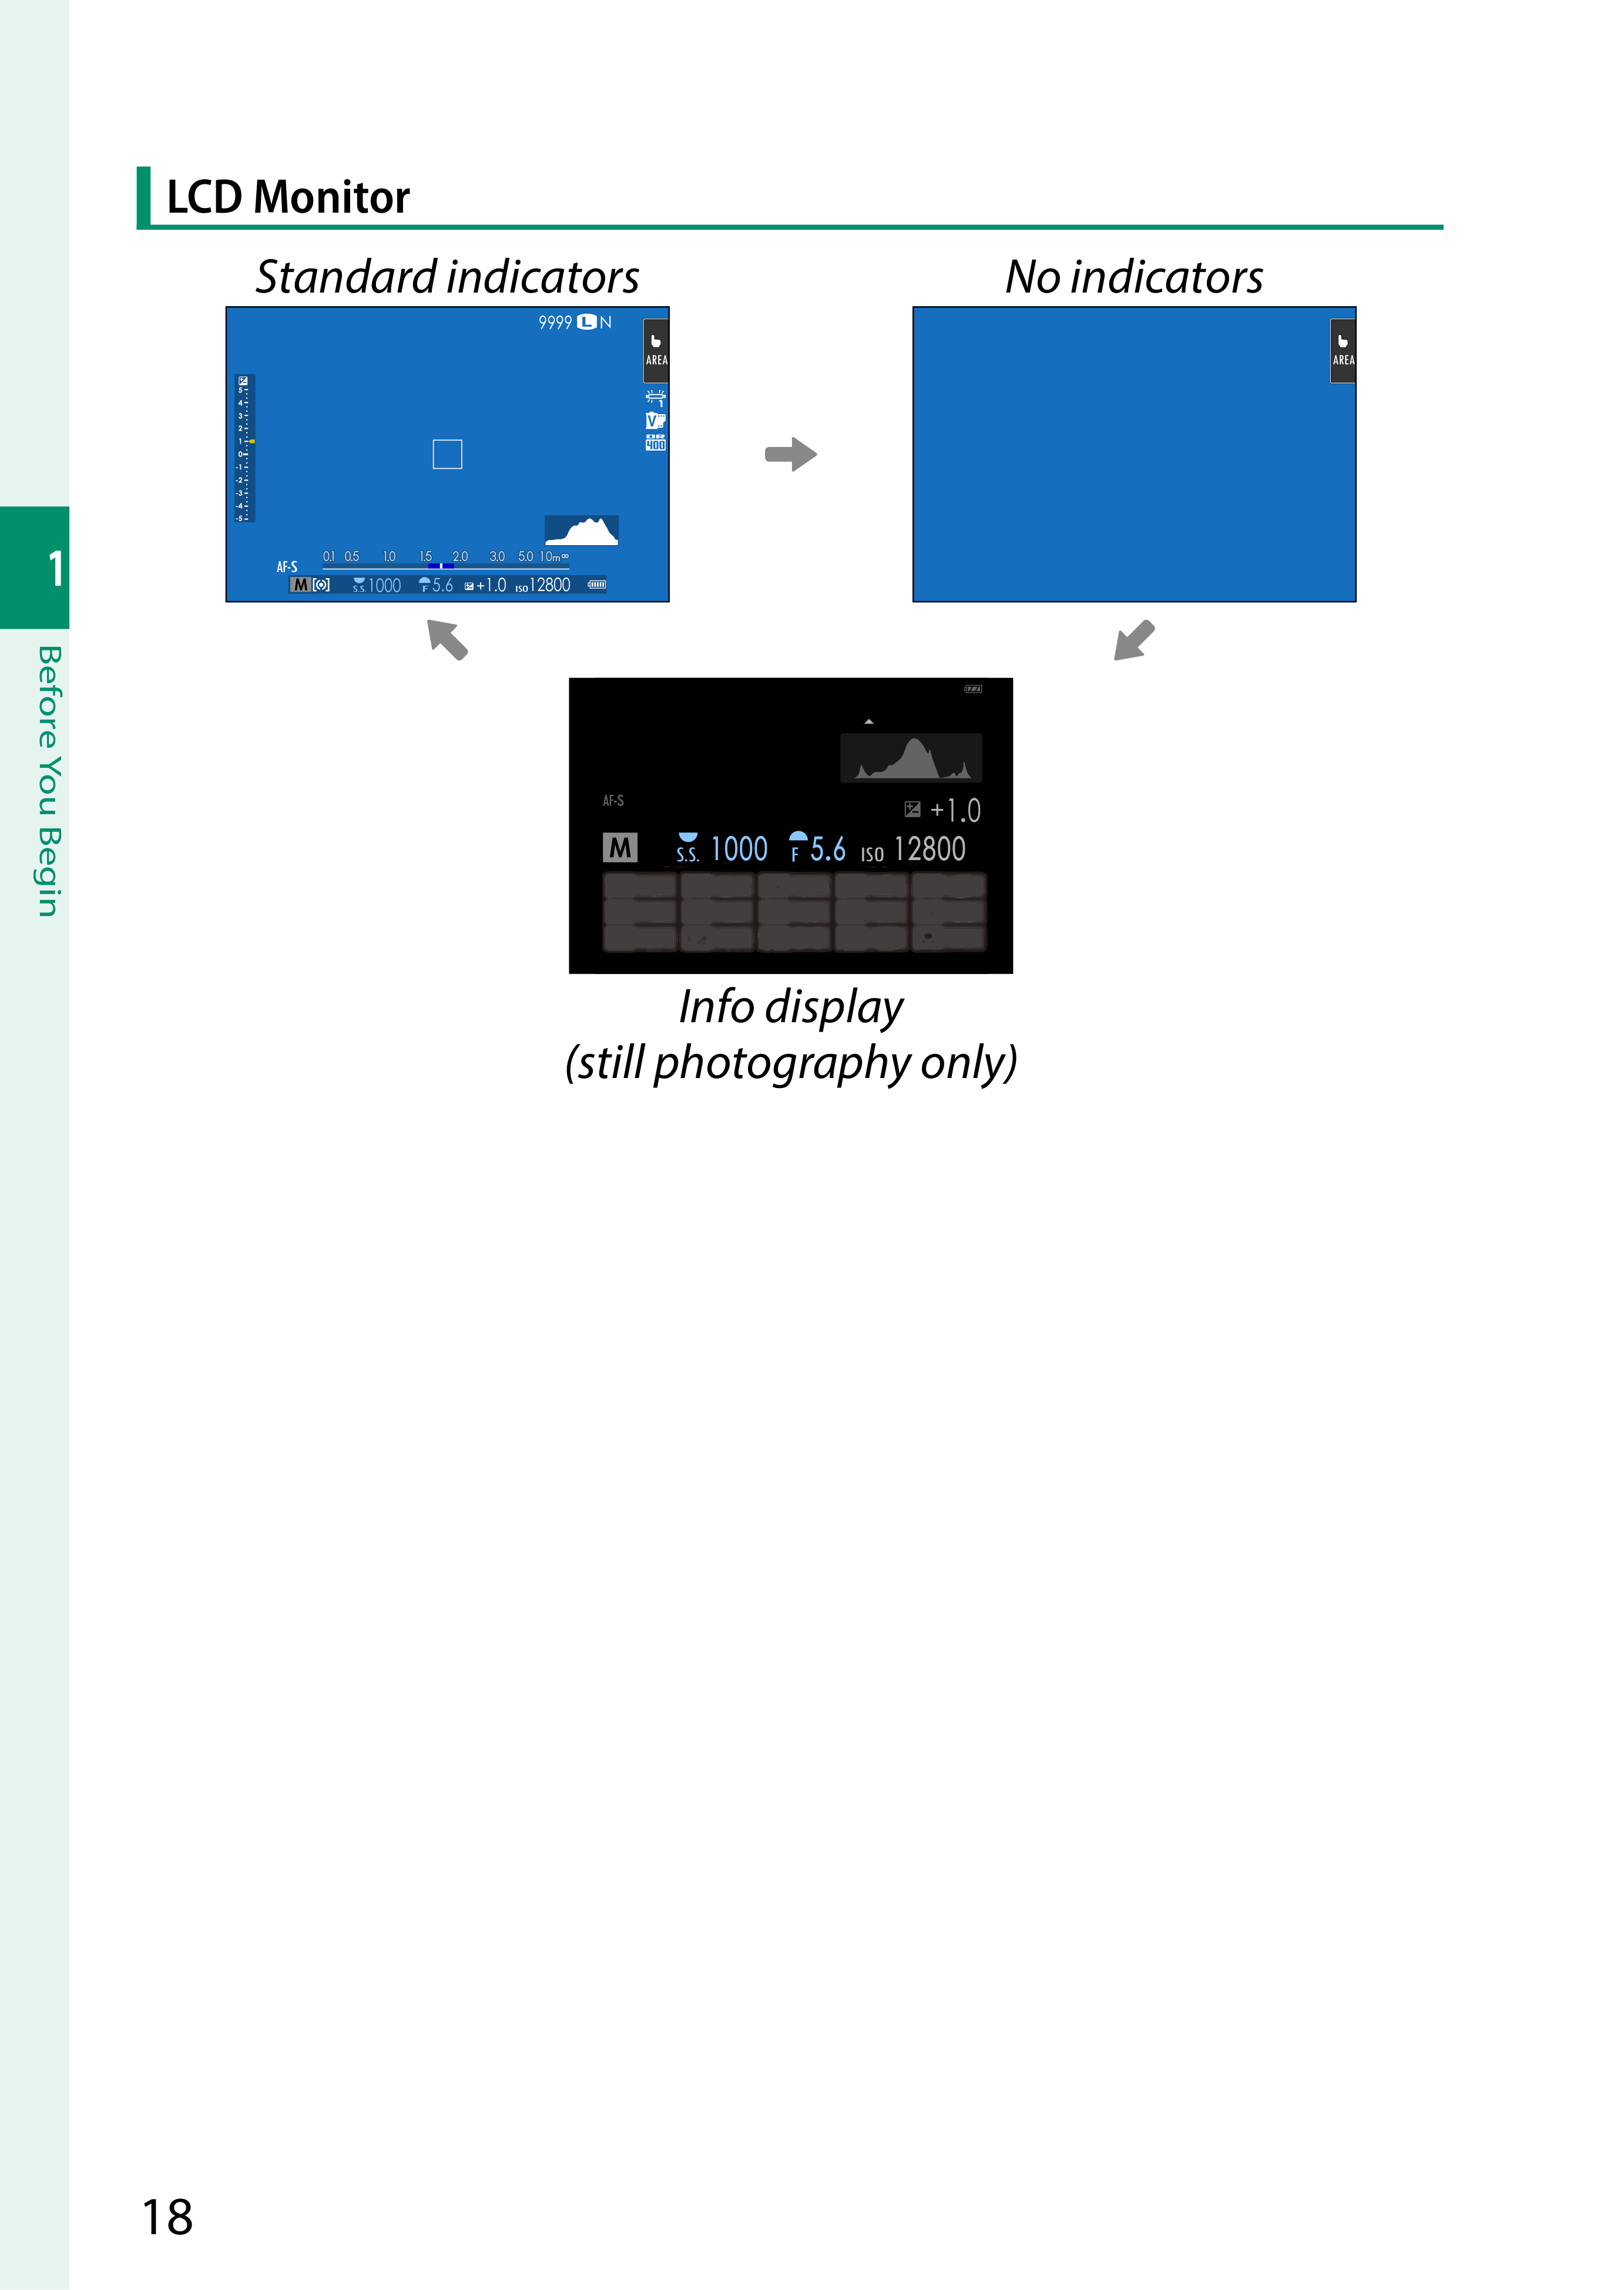 LCD Monitor
Standard indicators
No indicators
9999 L N
AREA
AREA
1
V
DR
400
5
4
3
2
1
0
-1
-2
-3
-4
-5
0.1 0.5 1.0 1.5 2.0 3.0 5.0 10m∞
AF-S
M S.S. 1000 F 5.6 +1.0 ISO 12800
1
Before You Begin
AF-S
+1.0
M S.S. 1000 F 5.6 ISO 12800
Info display
(still photography only)
18